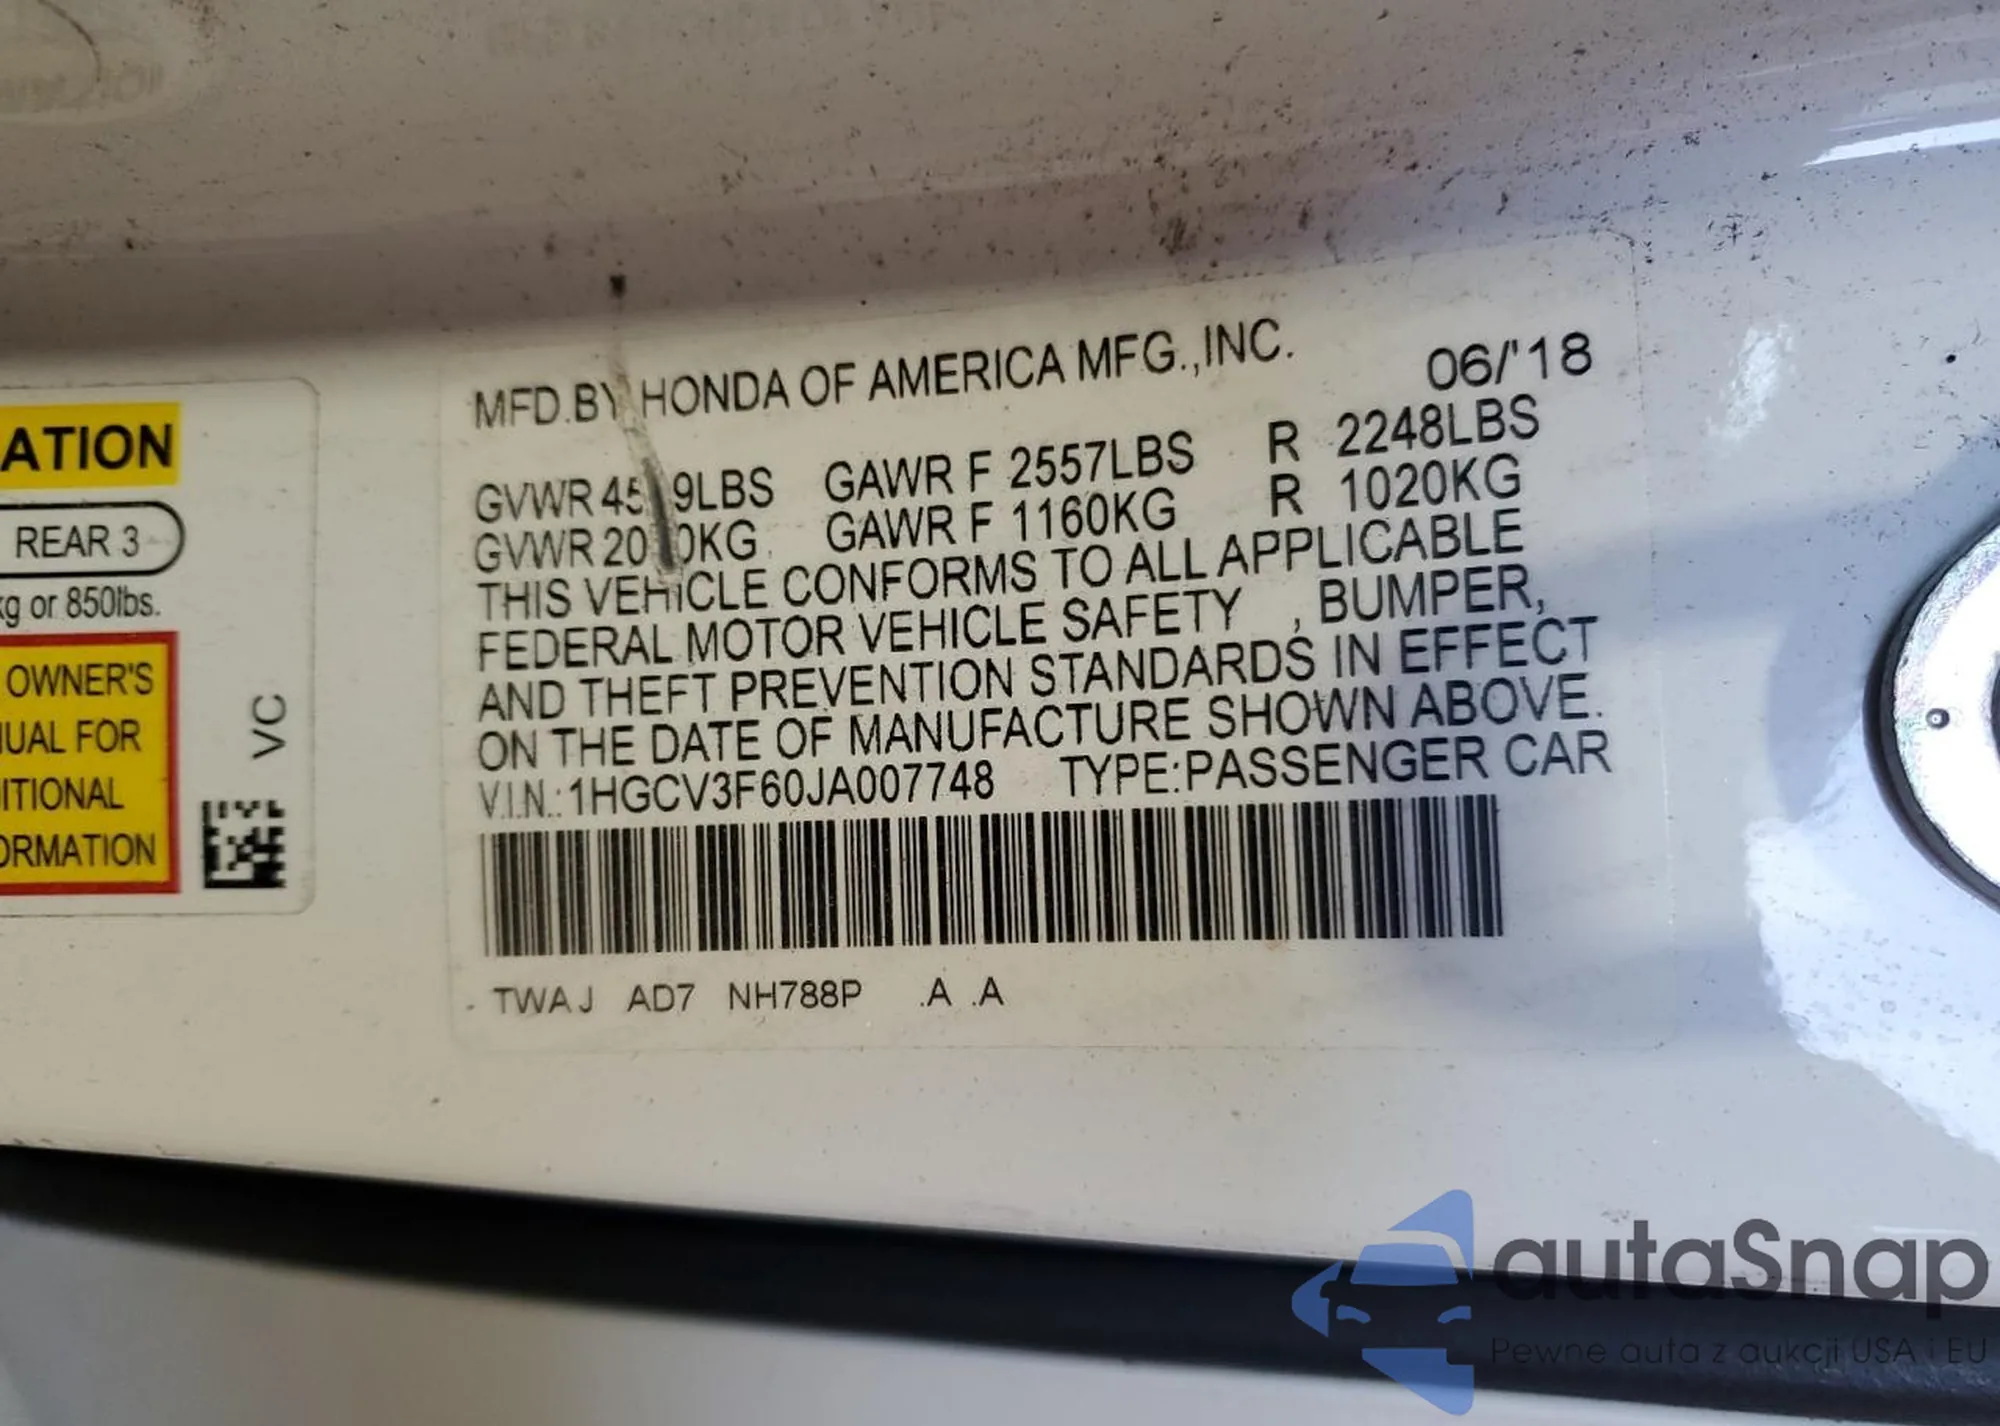 ATION
REAR 3
kg or 850lbs.
OWNER'S
UAL FOR
ITIONAL
ORMATION
VC
MFD.BY HONDA OF AMERICA MFG.,INC. 06/'18
GAWR F 2557LBS R 2248LBS
GAWR F 1160KG R 1020KG
THIS VEHICLE CONFORMS TO ALL APPLICABLE
FEDERAL MOTOR VEHICLE SAFETY , BUMPER,
AND THEFT PREVENTION STANDARDS IN EFFECT
ON THE DATE OF MANUFACTURE SHOWN ABOVE.
V.I.N.: 1HGCV3F60JA007748 TYPE:PASSENGER CAR
TWAJ AD7 NH788P .A .A
autaSnap
Pewne auta z aukcji USA i EU